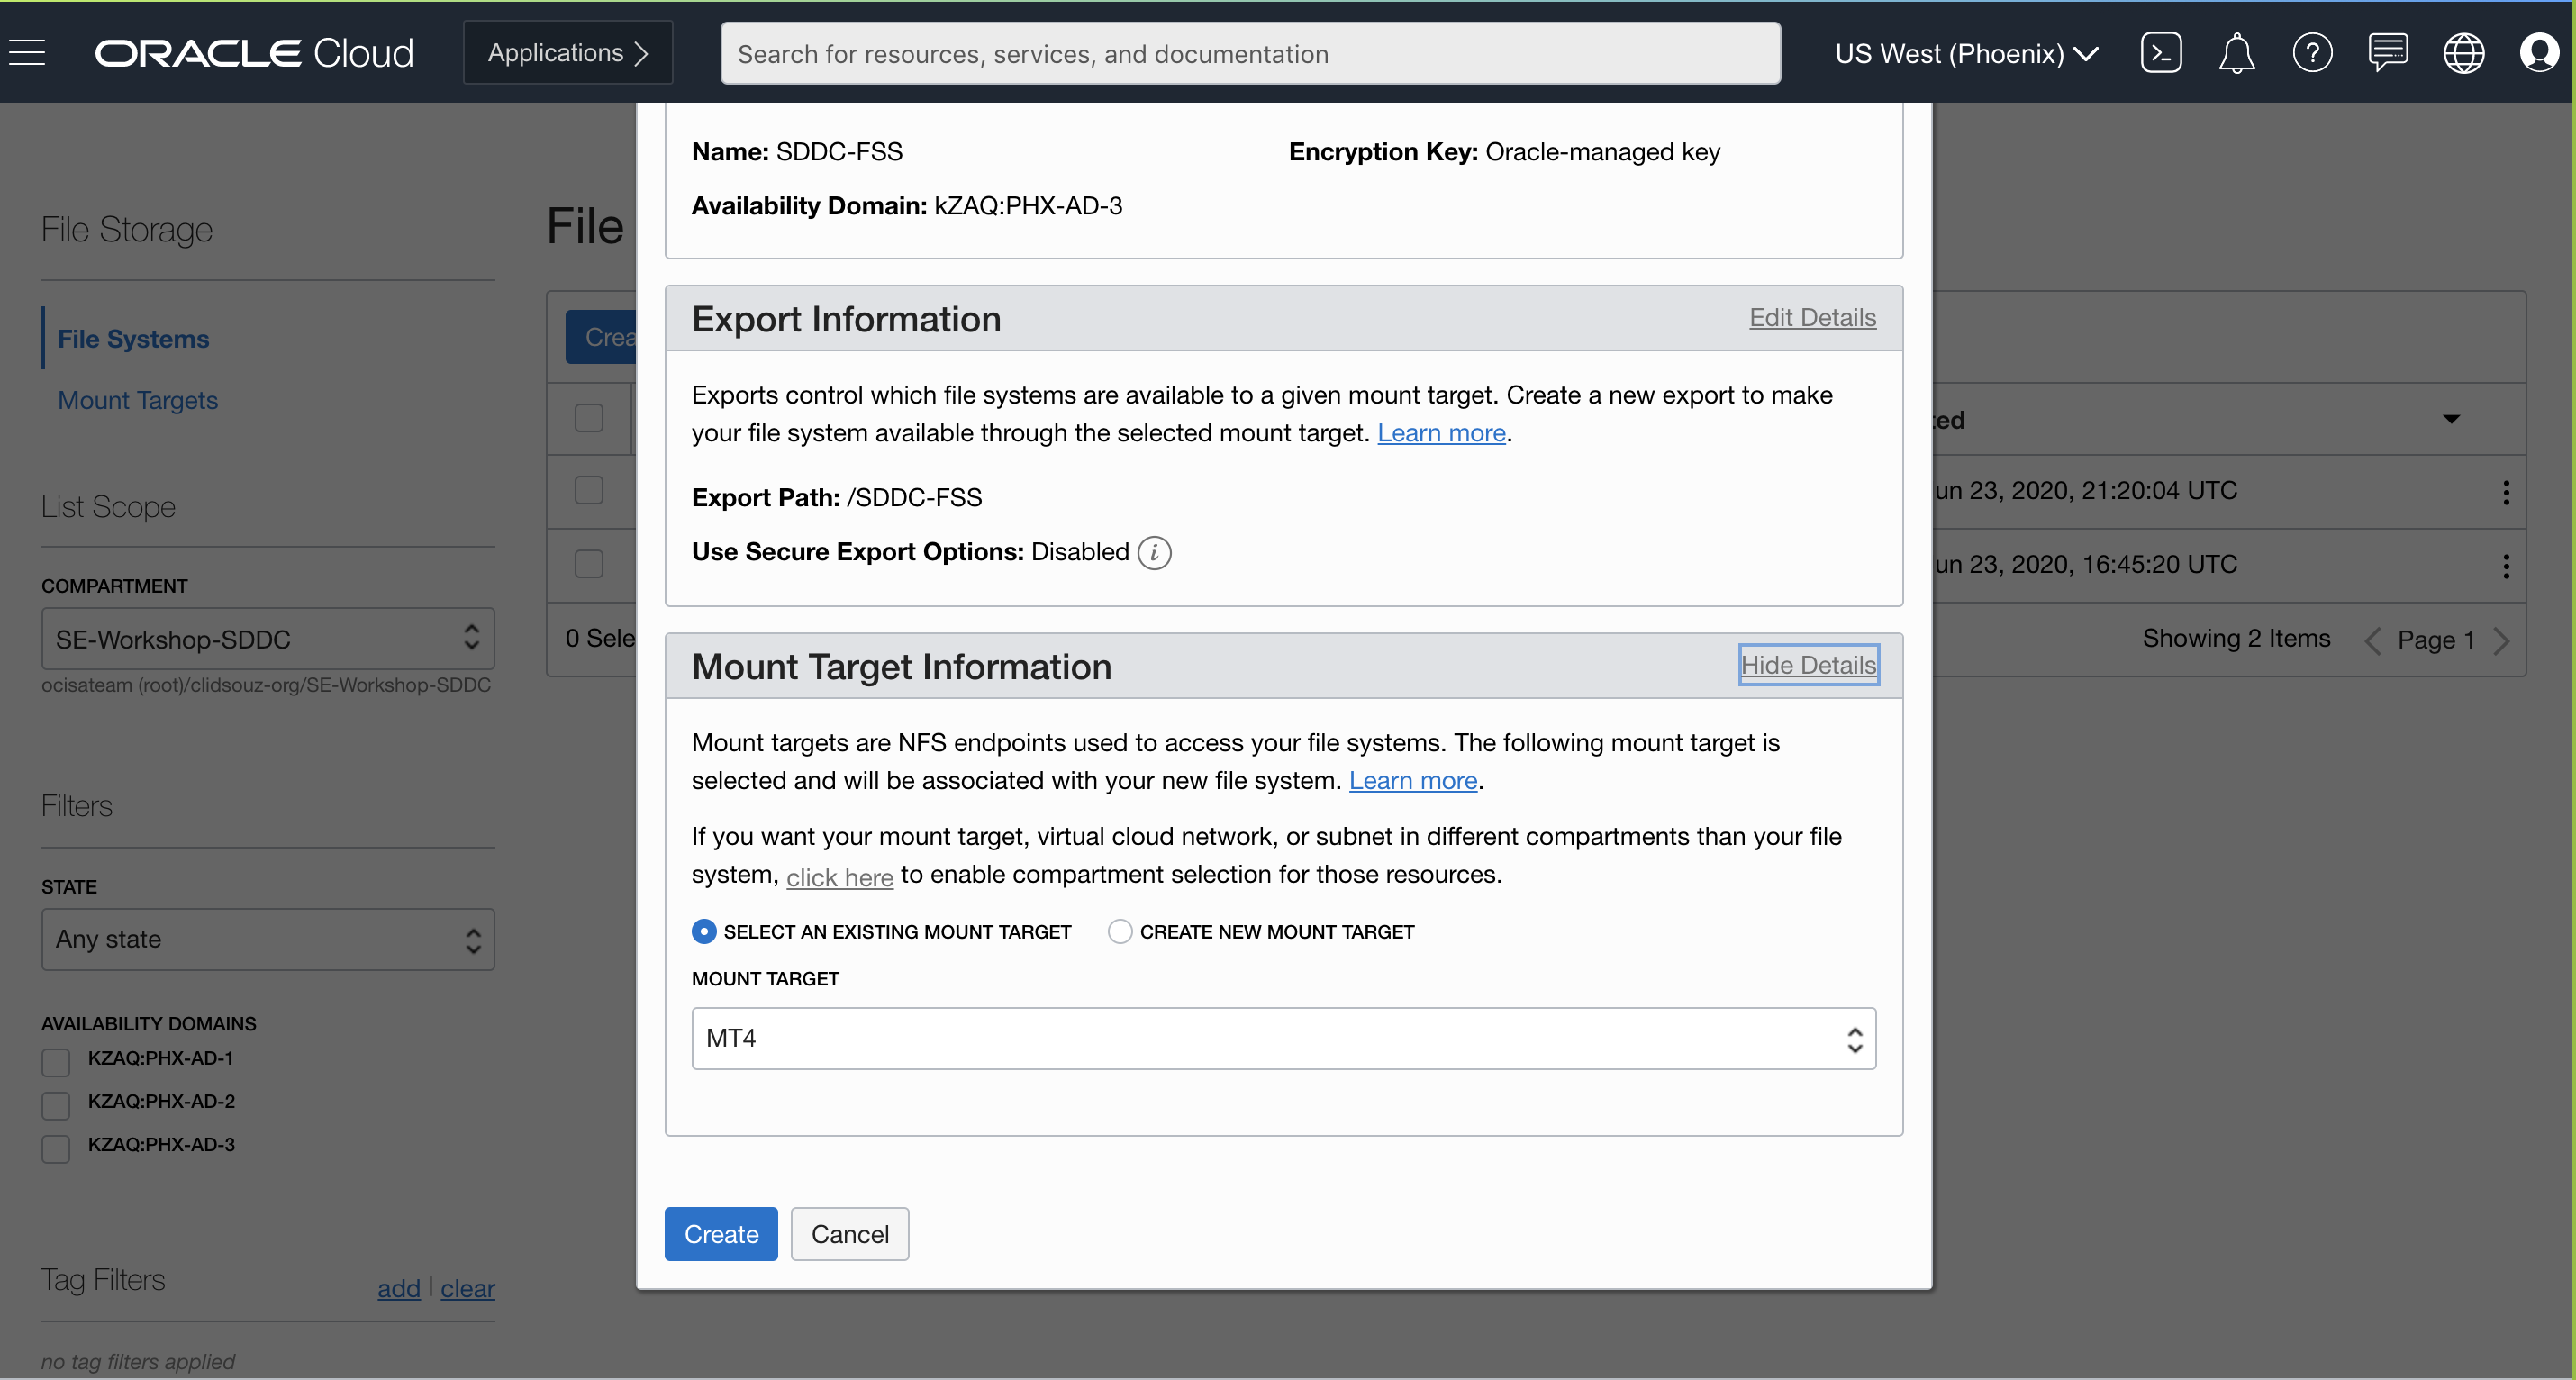 ORACLE Cloud
Applications
Search for resources, services, and documentation
US West (Phoenix)
File Storage
File Systems
Mount Targets
List Scope
COMPARTMENT
SE-Workshop-SDDC
ocisateam (root)/clidsouz-org/SE-Workshop-SDDC
Filters
STATE
Any state
AVAILABILITY DOMAINS
KZAQ:PHX-AD-1
KZAQ:PHX-AD-2
KZAQ:PHX-AD-3
Tag Filters
add | clear
no tag filters applied
File
Name: SDDC-FSS
Encryption Key: Oracle-managed key
Availability Domain: kZAQ:PHX-AD-3
Export Information
Edit Details
Exports control which file systems are available to a given mount target. Create a new export to make
your file system available through the selected mount target. Learn more.
Export Path: /SDDC-FSS
Use Secure Export Options: Disabled
Mount Target Information
Hide Details
Mount targets are NFS endpoints used to access your file systems. The following mount target is
selected and will be associated with your new file system. Learn more.
If you want your mount target, virtual cloud network, or subnet in different compartments than your file
system, click here to enable compartment selection for those resources.
SELECT AN EXISTING MOUNT TARGET
CREATE NEW MOUNT TARGET
MOUNT TARGET
MT4
Create
Cancel
23, 2020, 21:20:04 UTC
23, 2020, 16:45:20 UTC
0
Showing 2 Items
Page 1